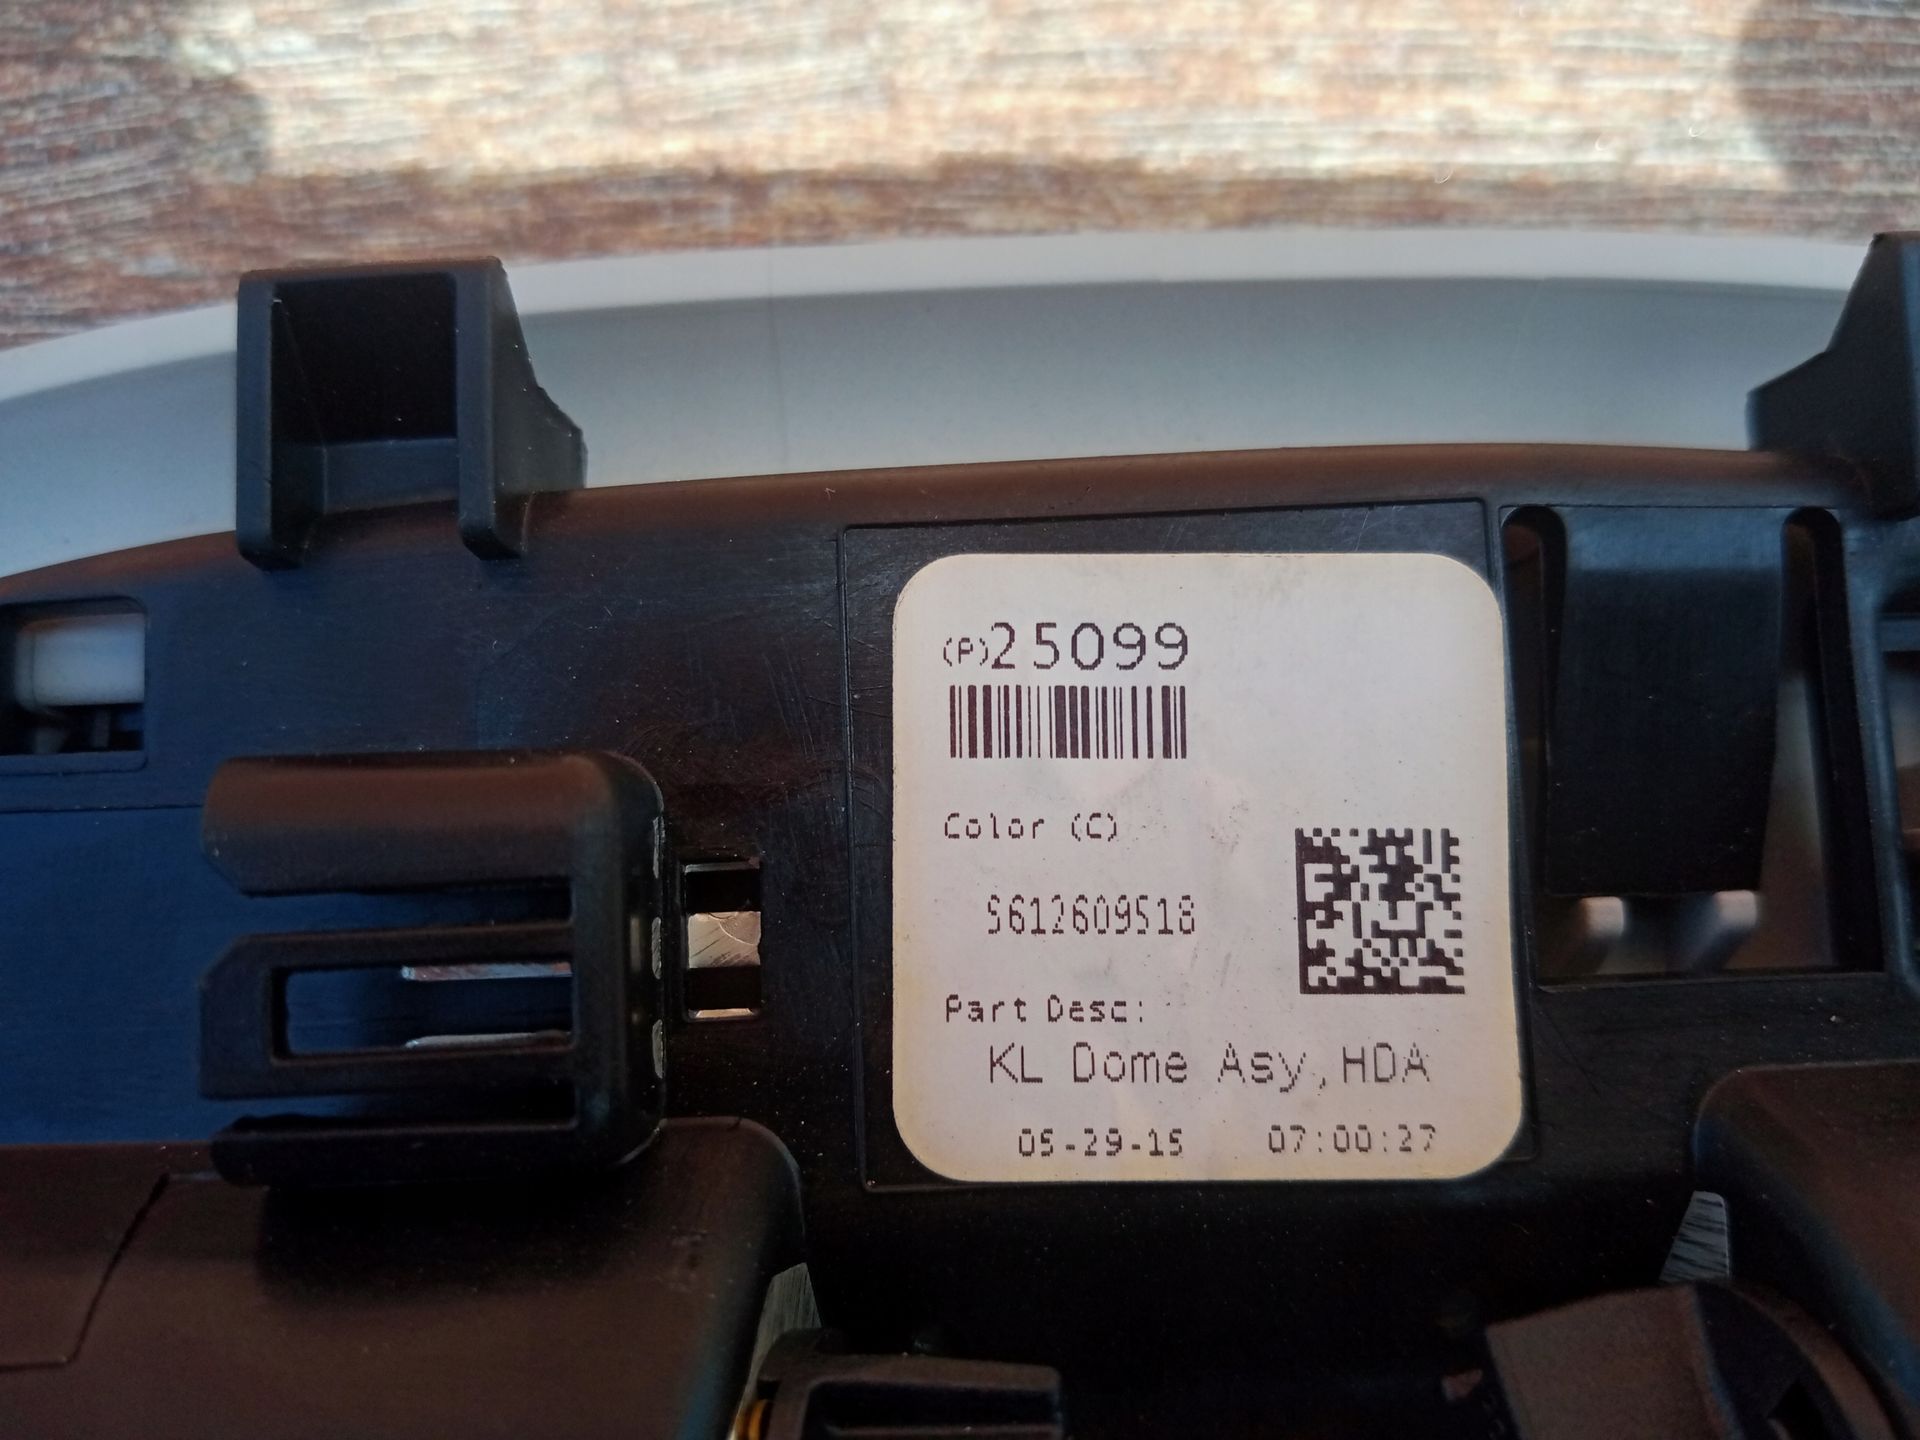 (P)25099
Color (C)
S612609518
Part Desc:
KL Dome Asy,HDA
05-29-15 07:00:27